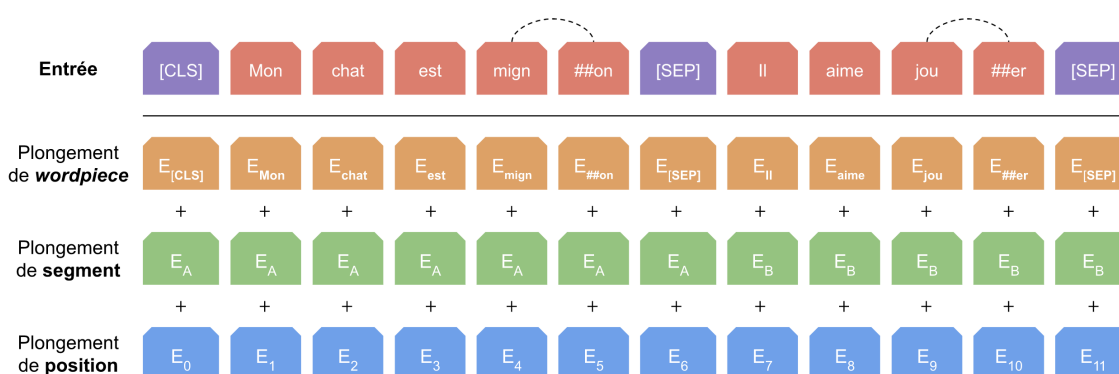 Entrée [CLS] Mon chat est mign ##on [SEP] Il aime jou ##er [SEP]
Plongement
de wordpiece
E[CLS] EMon Echat Eest Emign E##on E[SEP] EIl Eaime Ejou E##er E[SEP]
+ + + + + + + + + + + +
Plongement
de segment
EA EA EA EA EA EA EA EB EB EB EB EB
+ + + + + + + + + + + +
Plongement
de position
E0 E1 E2 E3 E4 E5 E6 E7 E8 E9 E10 E11